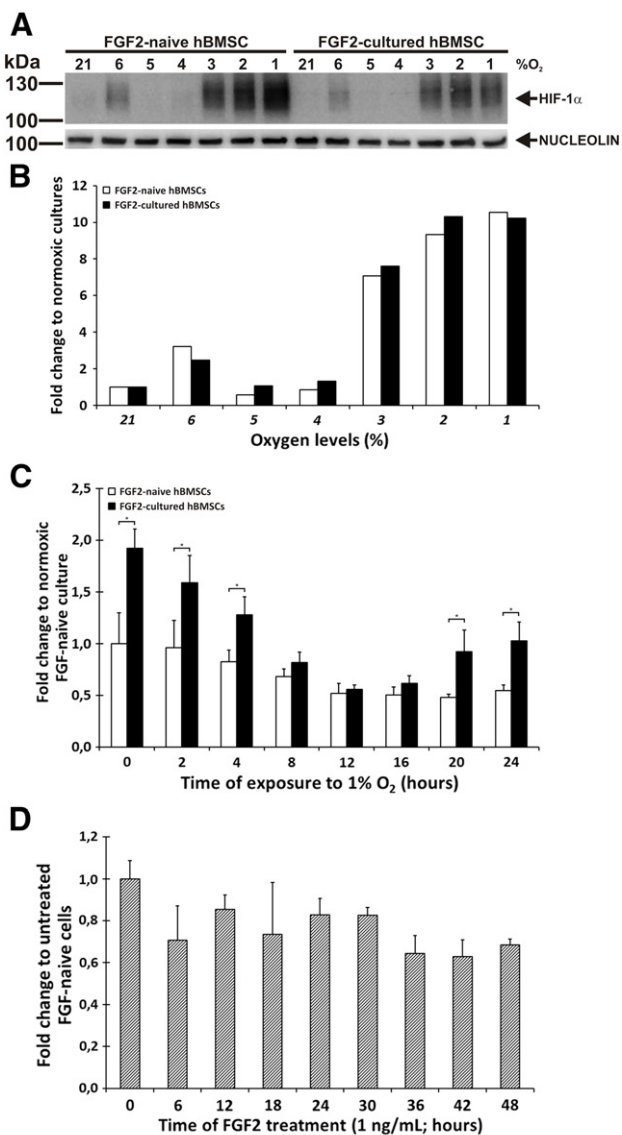 A
FGF2-naive hBMSC FGF2-cultured hBMSC
kDa 21 6 5 4 3 2 1 21 6 5 4 3 2 1 %O₂
130
HIF-1α
100
100 NUCLEOLIN
B
Fold change to normoxic cultures
12
10
8
6
4
2
0
FGF2-naive hBMSCs
FGF2-cultured hBMSCs
21 6 5 4 3 2 1
Oxygen levels (%)
C
Fold change to normoxic
FGF-naive culture
2,5
2,0
1,5
1,0
0,5
0,0
FGF2-naive hBMSCs
FGF2-cultured hBMSCs
* * * * *
0 2 4 8 12 16 20 24
Time of exposure to 1% O₂ (hours)
D
Fold change to untreated
FGF-naive cells
1,2
1,0
0,8
0,6
0,4
0,2
0,0
0 6 12 18 24 30 36 42 48
Time of FGF2 treatment (1 ng/mL; hours)